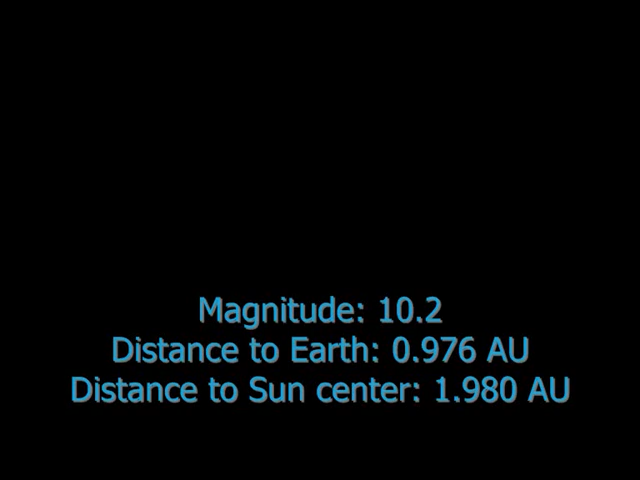 Magnitude: 10.2
Distance to Earth: 0.976 AU
Distance to Sun center: 1.980 AU